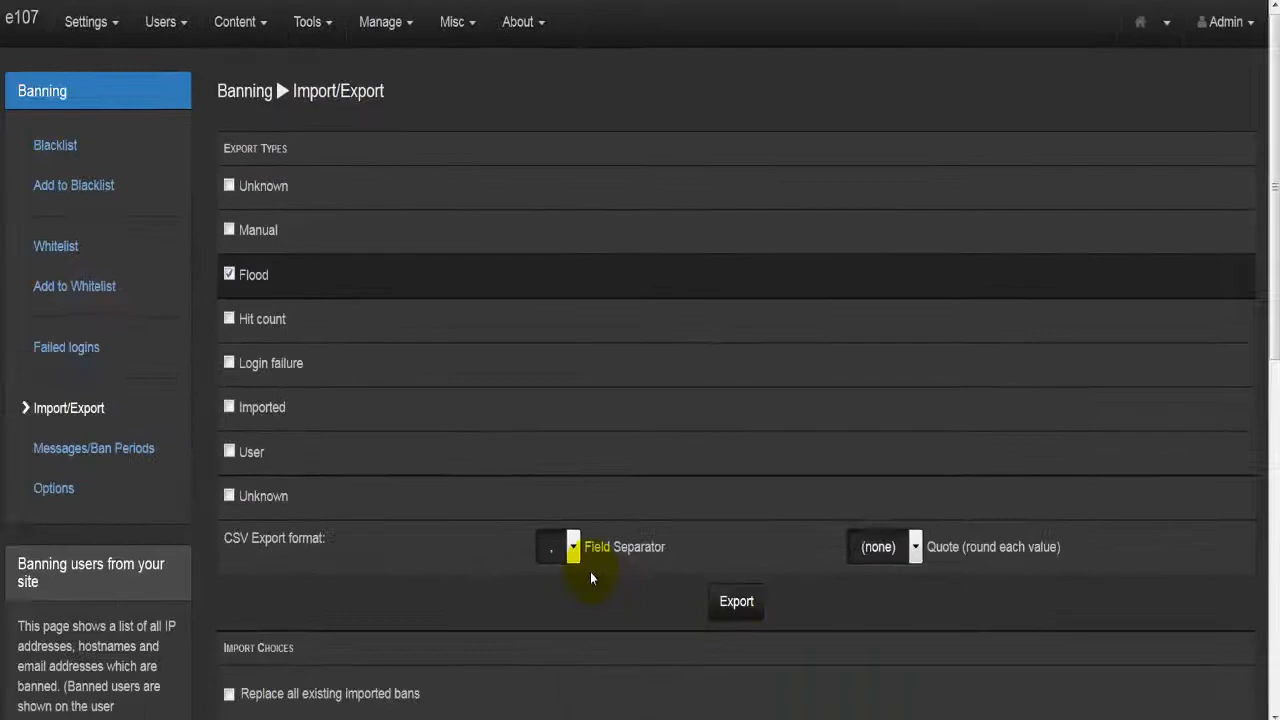 e107
Settings
Users
Content
Tools
Manage
Misc
About
Admin
Banning
Blacklist
Add to Blacklist
Whitelist
Add to Whitelist
Failed logins
Import/Export
Messages/Ban Periods
Options
Banning users from your
site
This page shows a list of all IP
addresses, hostnames and
email addresses which are
banned. (Banned users are
shown on the user
Banning ▶ Import/Export
EXPORT TYPES
Unknown
Manual
Flood
Hit count
Login failure
Imported
User
Unknown
CSV Export format: , Field Separator (none) Quote (round each value)
Export
IMPORT CHOICES
Replace all existing imported bans